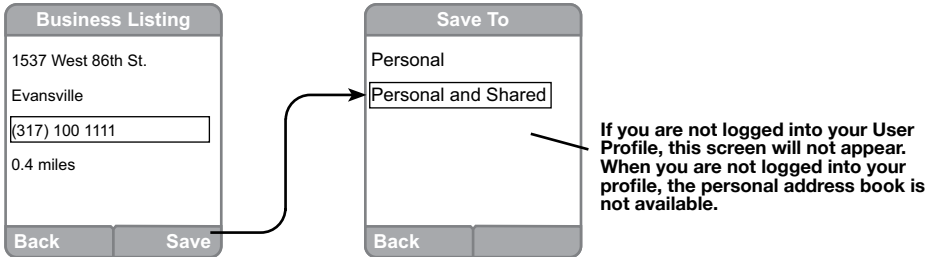 Business Listing
1537 West 86th St.
Evansville
(317) 100 1111
0.4 miles
Back Save
Save To
Personal
Personal and Shared
Back
If you are not logged into your User
Profile, this screen will not appear.
When you are not logged into your
profile, the personal address book is
not available.